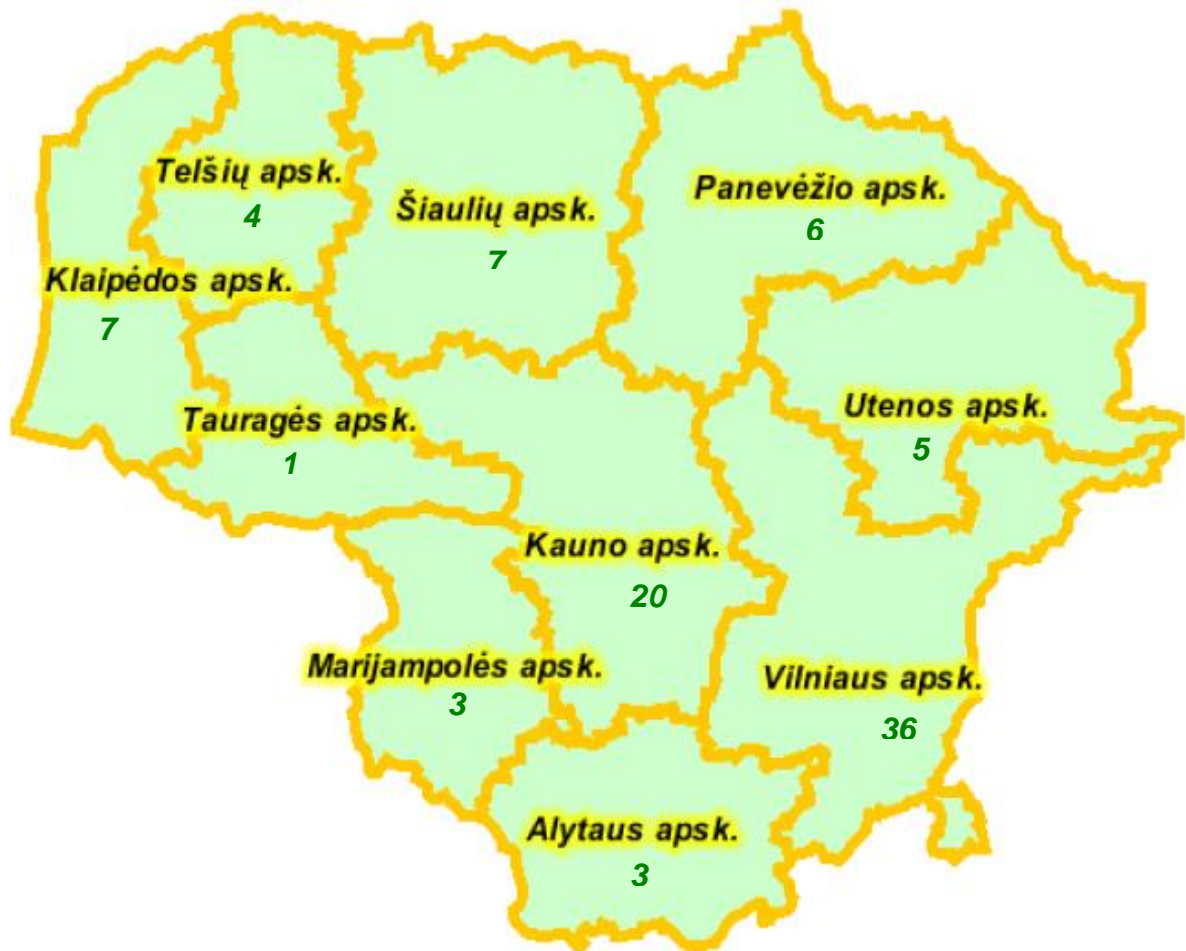 Telšių apsk.
4
Šiaulių apsk.
7
Panevėžio apsk.
6
Klaipėdos apsk.
7
Tauragės apsk.
1
Utenos apsk.
5
Kauno apsk.
20
Marijampolės apsk.
3
Vilniaus apsk.
36
Alytaus apsk.
3